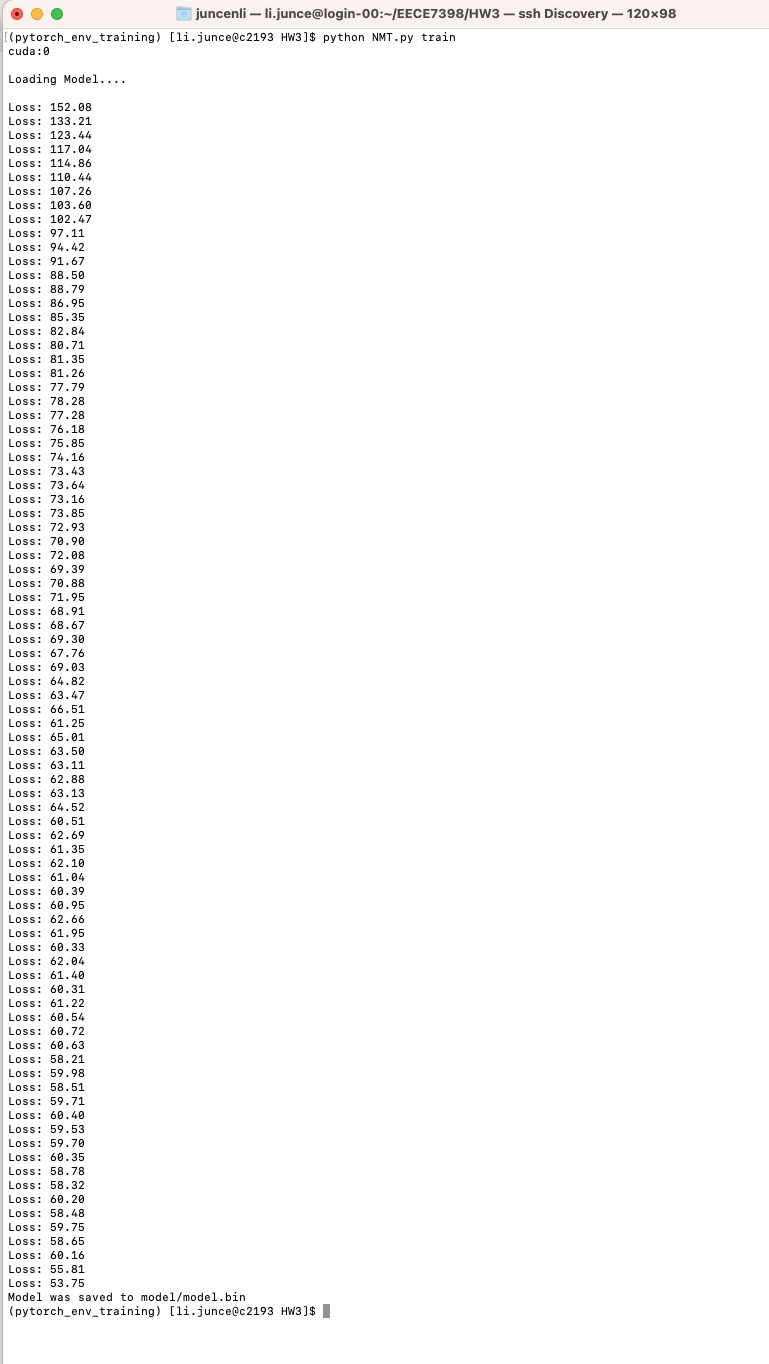 juncenli — li.junce@login-00:~/EECE7398/HW3 — ssh Discovery — 120×98
[(pytorch_env_training) [li.junce@c2193 HW3]$ python NMT.py train
cuda:0
Loading Model....
Loss: 152.08
Loss: 133.21
Loss: 123.44
Loss: 117.04
Loss: 114.86
Loss: 110.44
Loss: 107.26
Loss: 103.60
Loss: 102.47
Loss: 97.11
Loss: 94.42
Loss: 91.67
Loss: 88.50
Loss: 88.79
Loss: 86.95
Loss: 85.35
Loss: 82.84
Loss: 80.71
Loss: 81.35
Loss: 81.26
Loss: 77.79
Loss: 78.28
Loss: 77.28
Loss: 76.18
Loss: 75.85
Loss: 74.16
Loss: 73.43
Loss: 73.64
Loss: 73.16
Loss: 73.85
Loss: 72.93
Loss: 70.90
Loss: 72.08
Loss: 69.39
Loss: 70.88
Loss: 71.95
Loss: 68.91
Loss: 68.67
Loss: 69.30
Loss: 67.76
Loss: 69.03
Loss: 64.82
Loss: 63.47
Loss: 66.51
Loss: 61.25
Loss: 65.01
Loss: 63.50
Loss: 63.11
Loss: 62.88
Loss: 63.13
Loss: 64.52
Loss: 60.51
Loss: 62.69
Loss: 61.35
Loss: 62.10
Loss: 61.04
Loss: 60.39
Loss: 60.95
Loss: 62.66
Loss: 61.95
Loss: 60.33
Loss: 62.04
Loss: 61.40
Loss: 60.31
Loss: 61.22
Loss: 60.54
Loss: 60.72
Loss: 60.63
Loss: 58.21
Loss: 59.98
Loss: 58.51
Loss: 59.71
Loss: 60.40
Loss: 59.53
Loss: 59.70
Loss: 60.35
Loss: 58.78
Loss: 58.32
Loss: 60.20
Loss: 58.48
Loss: 59.75
Loss: 58.65
Loss: 60.16
Loss: 55.81
Loss: 53.75
Model was saved to model/model.bin
(pytorch_env_training) [li.junce@c2193 HW3]$